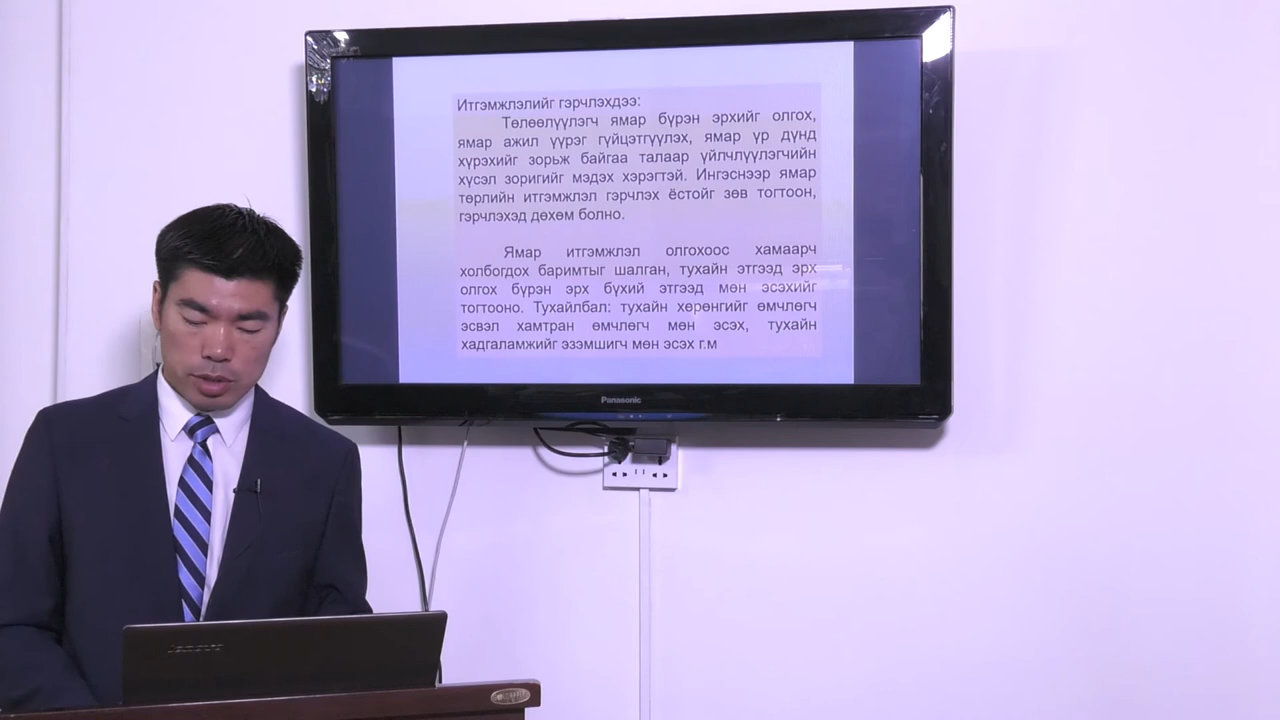 Итгэмжлэлийг гэрчлэхдээ:
Төлөөлүүлэгч ямар бүрэн эрхийг олгох,
ямар ажил үүрэг гүйцэтгүүлэх, ямар үр дүнд
хүрэхийг зорьж байгаа талаар үйлчлүүлэгчийн
хүсэл зоригийг мэдэх хэрэгтэй. Ингэснээр ямар
төрлийн итгэмжлэл гэрчлэх ёстойг зөв тогтоон,
гэрчлэхэд дөхөм болно.
Ямар итгэмжлэл олгохоос хамаарч
холбогдох баримтыг шалган, тухайн этгээд эрх
олгох бүрэн эрх бүхий этгээд мөн эсэхийг
тогтооно. Тухайлбал: тухайн хөрөнгийг өмчлөгч
эсвэл хамтран өмчлөгч мөн эсэх, тухайн
хадгаламжийг эзэмшигч мөн эсэх г.м
Panasonic